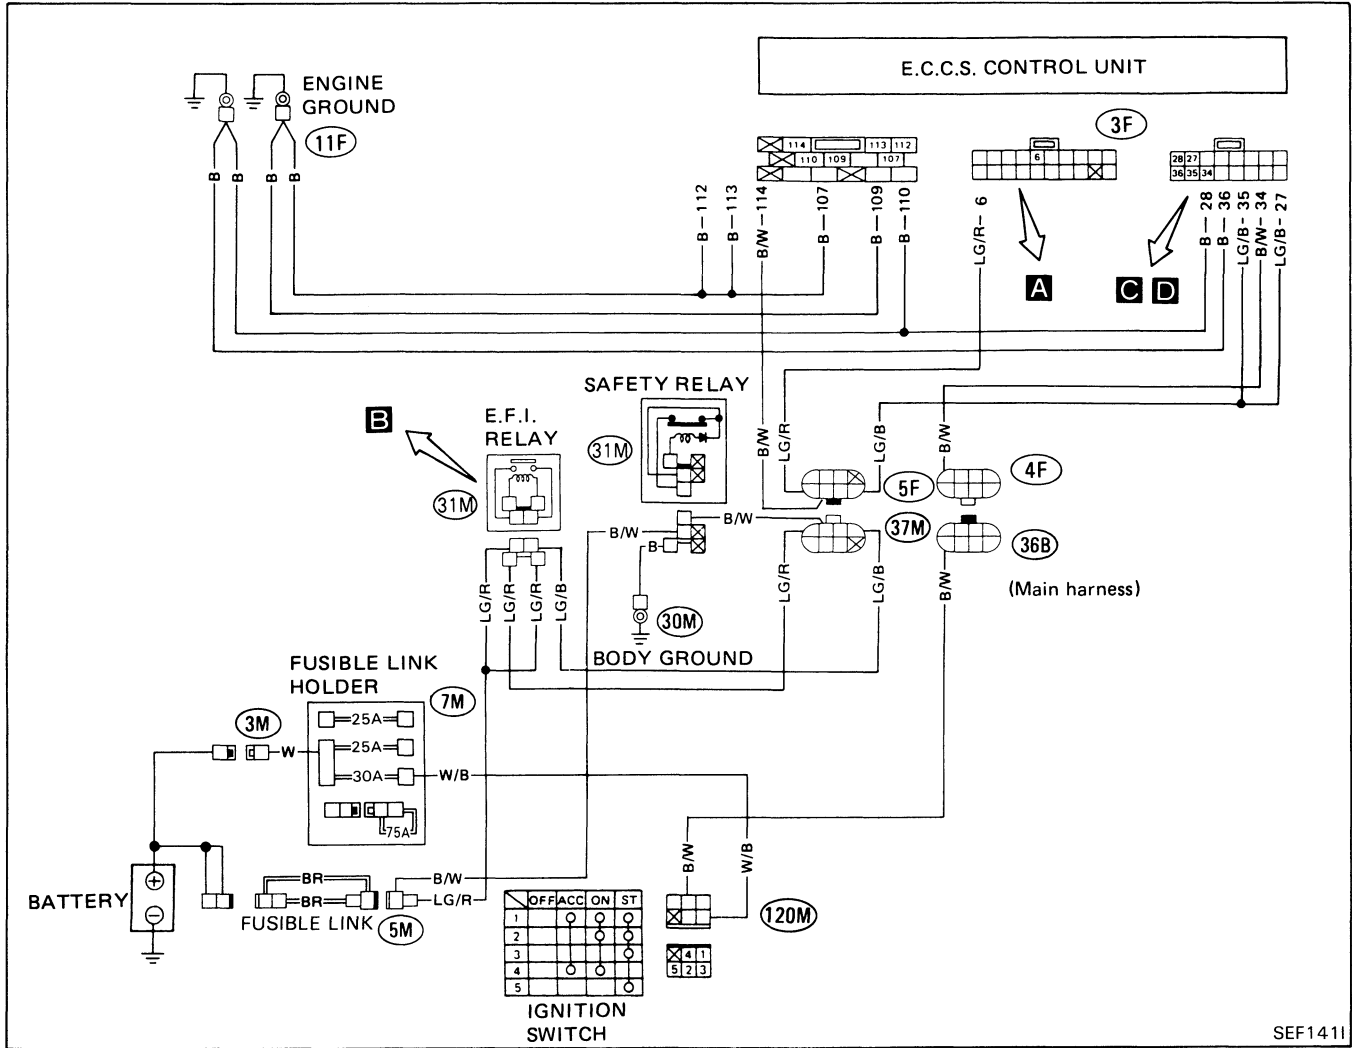 E.C.C.S. CONTROL UNIT
ENGINE
GROUND
11F
3F
114
113 112
110 109
107
6
28 27
36 35 34
B
B
B
B
B-112
B-113
B/W-114
B-107
B-109
B-110
LG/R-6
B-28
B-36
LG/B-35
B/W-34
LG/B-27
A
C D
SAFETY RELAY
B
E.F.I.
RELAY
31M
31M
B/W
LG/R
LG/B
B/W
5F
4F
37M
36B
(Main harness)
B/W
B/W
B
LG/R
LG/R
LG/R
LG/B
LG/R
LG/B
B/W
30M
BODY GROUND
FUSIBLE LINK
HOLDER
7M
3M
W
25A
25A
30A
W/B
75A
B/W
W/B
BATTERY
+
−
BR
BR
FUSIBLE LINK
5M
B/W
LG/R
OFF ACC ON ST
1
2
3
4
5
IGNITION
SWITCH
120M
4 1
5 2 3
SEF141I